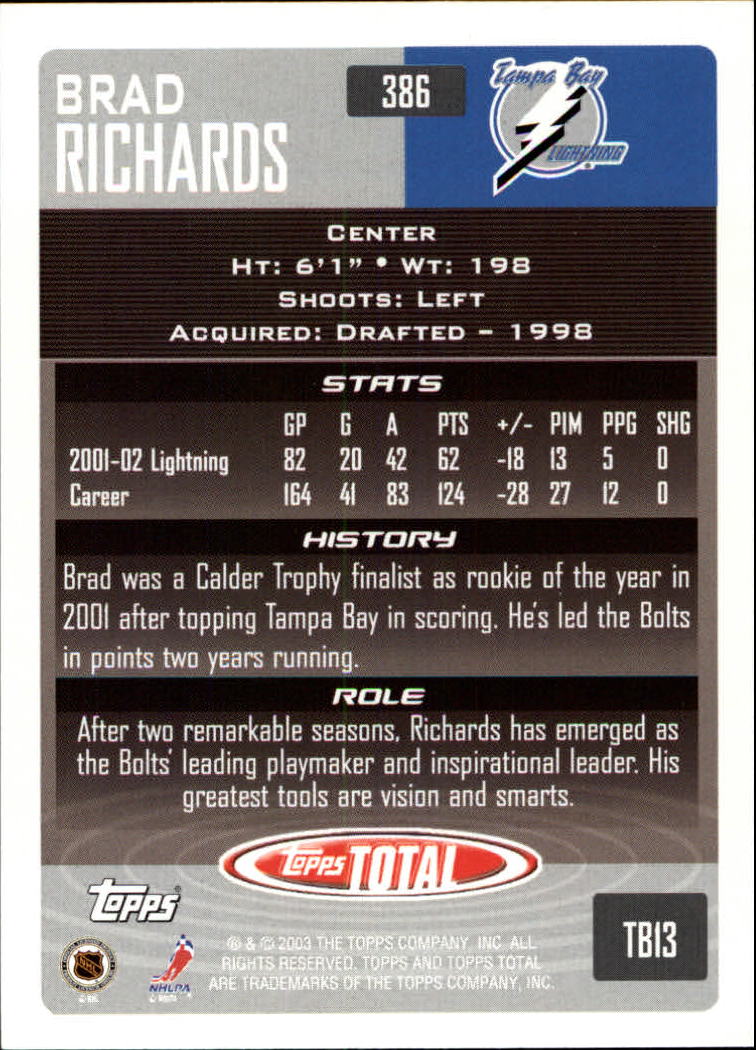 BRAD
RICHARDS
386
Tampa Bay
LIGHTNING
CENTER
HT: 6'1" • WT: 198
SHOOTS: LEFT
ACQUIRED: DRAFTED – 1998
STATS
GP G A PTS +/- PIM PPG SHG
2001-02 Lightning 82 20 42 62 -18 13 5 0
Career 164 41 83 124 -28 27 12 0
HISTORY
Brad was a Calder Trophy finalist as rookie of the year in
2001 after topping Tampa Bay in scoring. He's led the Bolts
in points two years running.
ROLE
After two remarkable seasons, Richards has emerged as
the Bolts' leading playmaker and inspirational leader. His
greatest tools are vision and smarts.
topps TOTAL
topps®
NHL
© NHL
NHLPA
TB13
® & © 2003 THE TOPPS COMPANY, INC. ALL
RIGHTS RESERVED. TOPPS AND TOPPS TOTAL
ARE TRADEMARKS OF THE TOPPS COMPANY, INC.